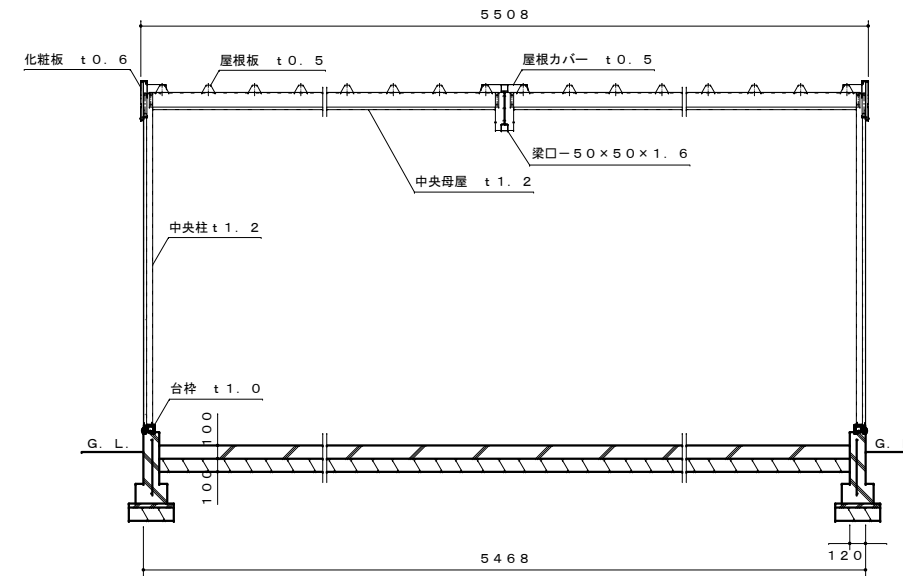 5508
化粧板 t0.6
屋根板 t0.5
屋根カバー t0.5
梁口-50×50×1.6
中央母屋 t1.2
中央柱t1.2
台枠 t1.0
G. L.
100
100
G.
120
5468